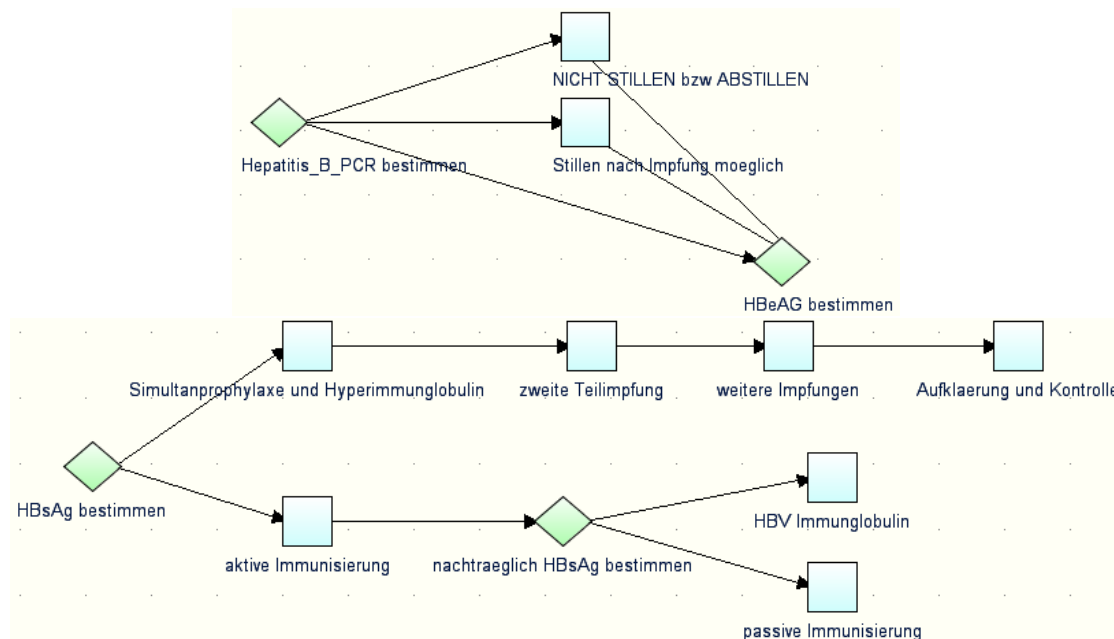 NICHT STILLEN bzw ABSTILLEN
Hepatitis_B_PCR bestimmen
Stillen nach Impfung moeglich
HBeAG bestimmen
Simultanprophylaxe und Hyperimmunglobulin
zweite Teilimpfung
weitere Impfungen
Aufklaerung und Kontrolle
HBsAg bestimmen
HBV Immunglobulin
aktive Immunisierung
nachtraeglich HBsAg bestimmen
passive Immunisierung